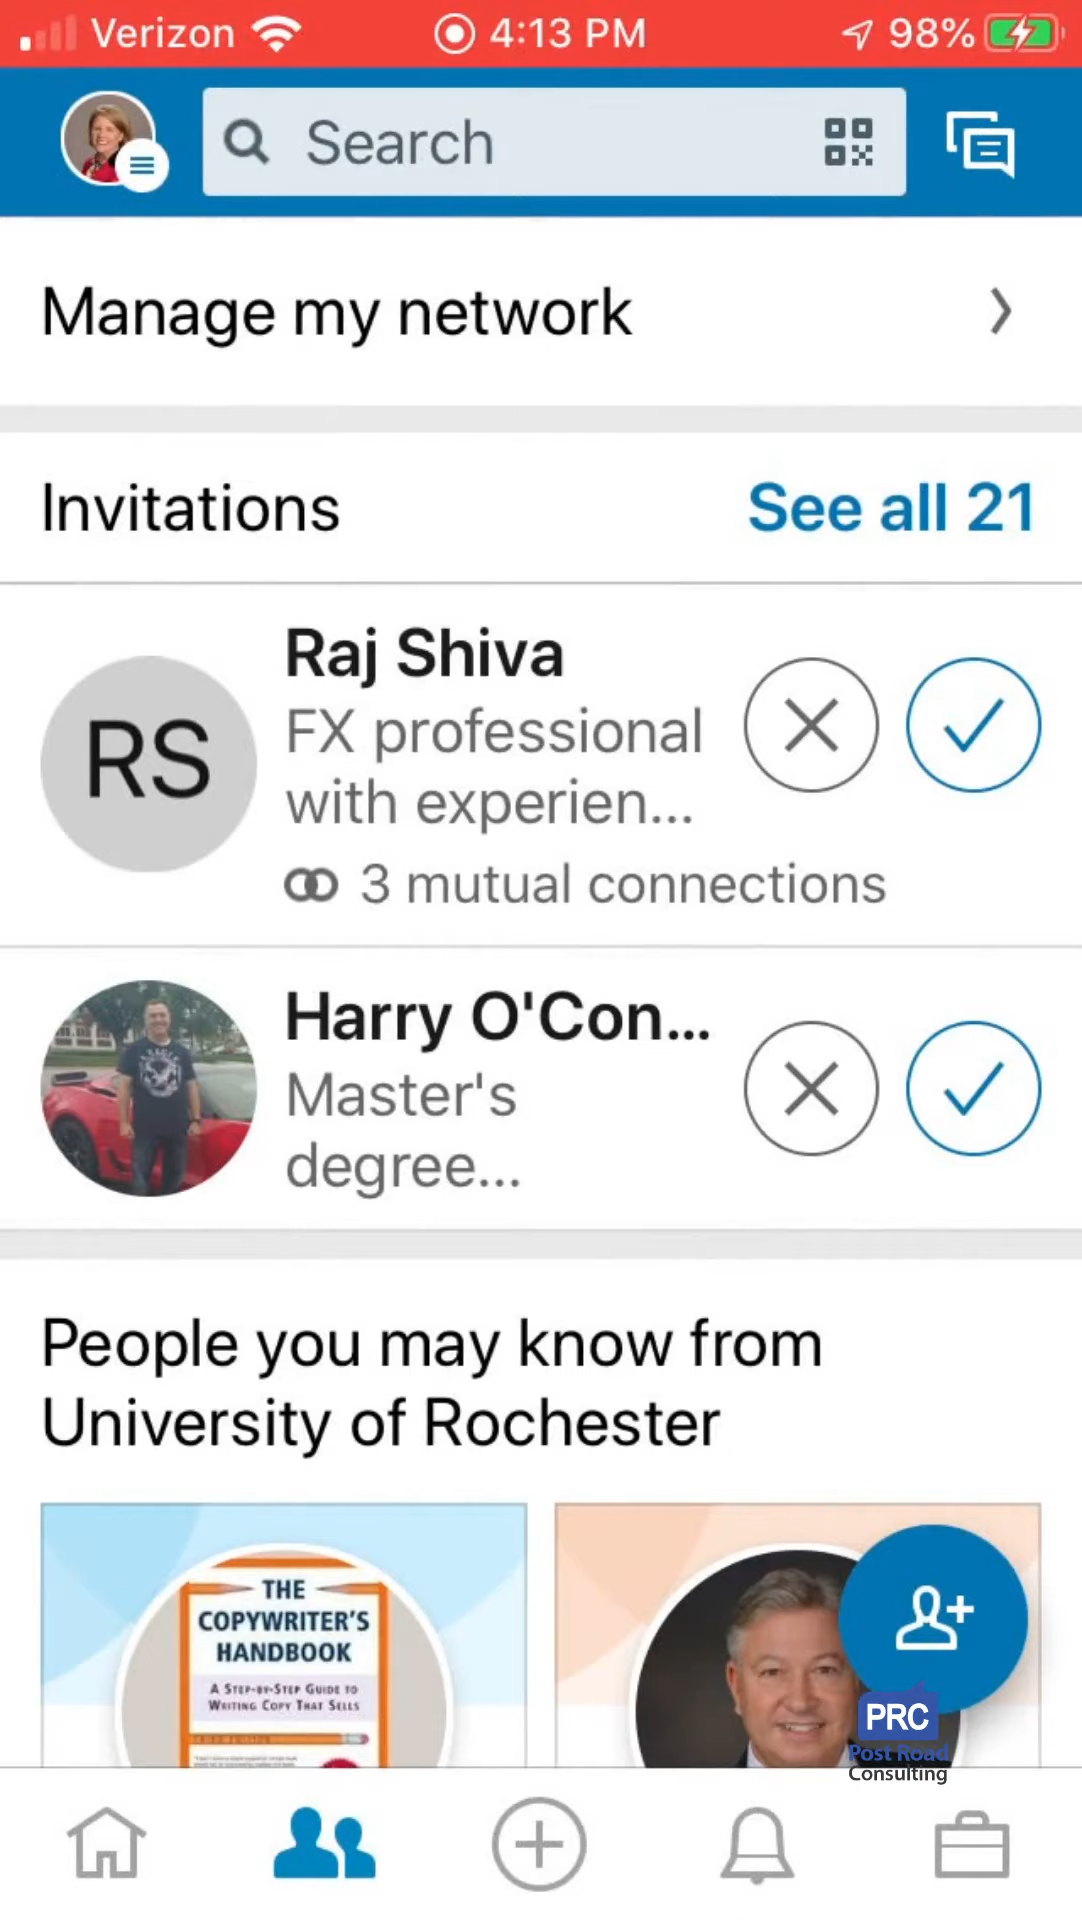 Verizon 4:13 PM 98%
Search
Manage my network
Invitations See all 21
Raj Shiva
RS
FX professional
with experien...
3 mutual connections
Harry O'Con...
Master's
degree...
People you may know from
University of Rochester
THE
COPYWRITER'S
HANDBOOK
A STEP-BY-STEP GUIDE TO
WRITING COPY THAT SELLS
PRC
Post Road
Consulting